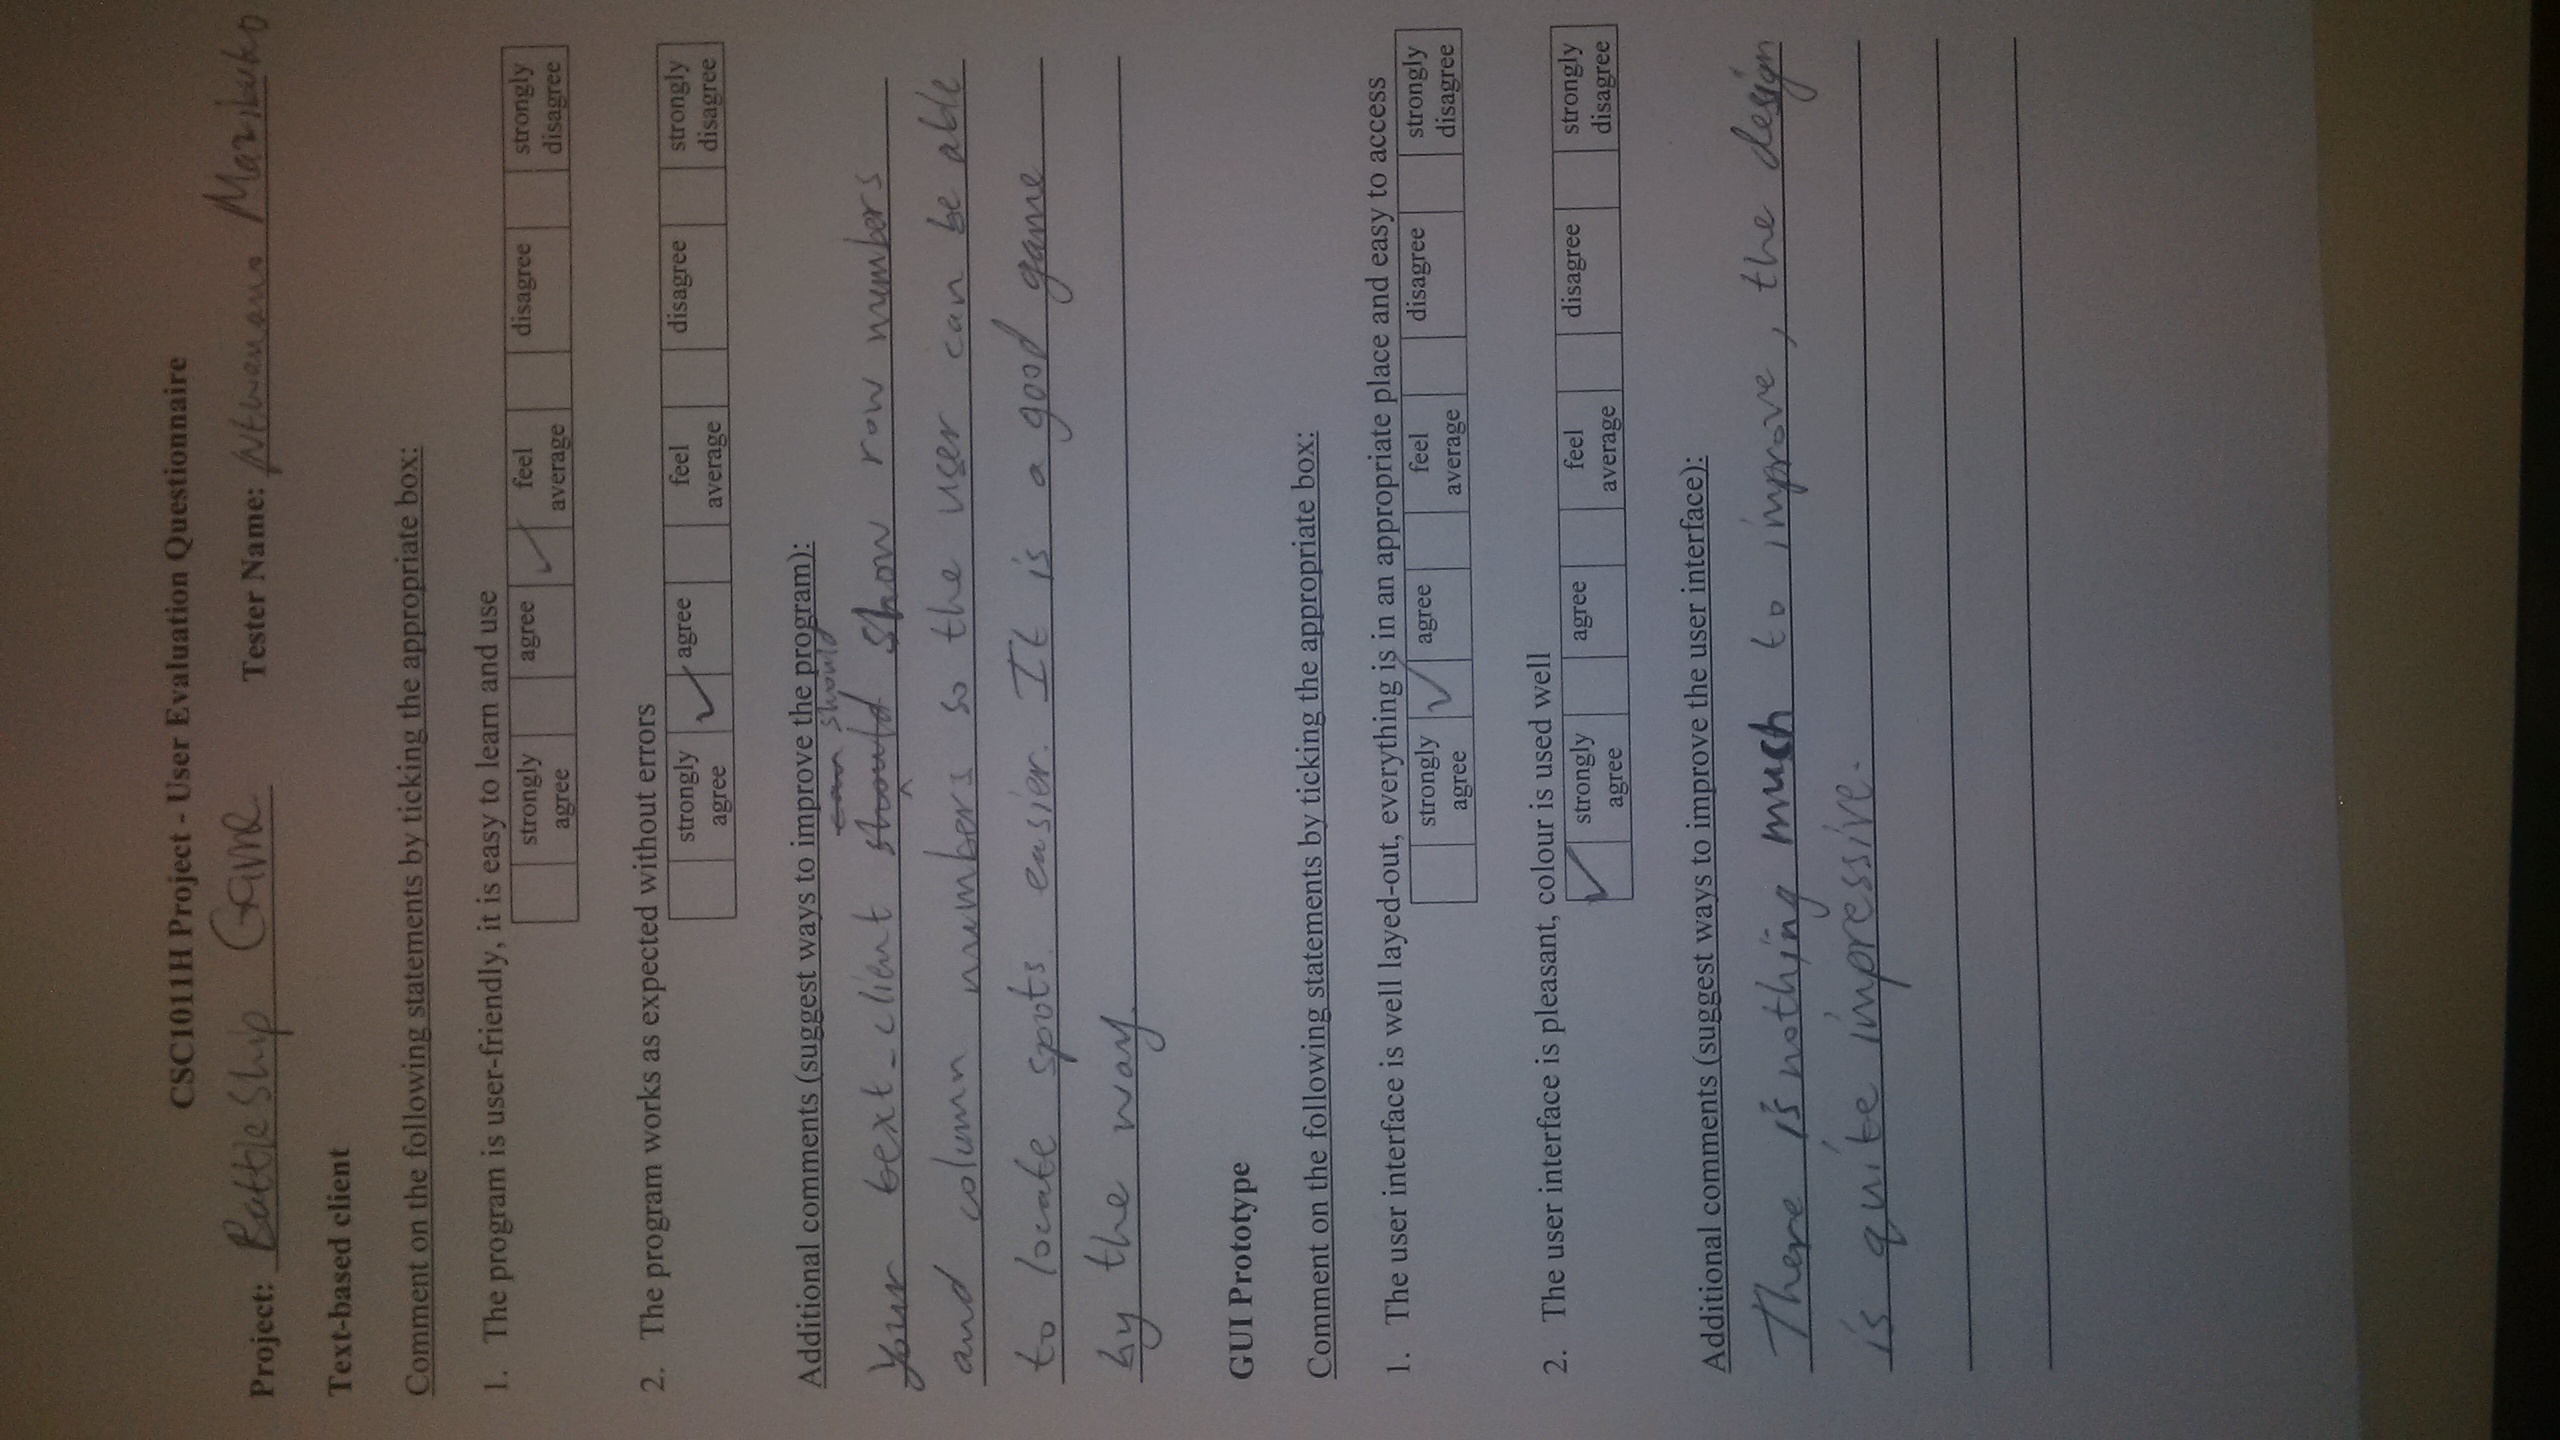 CSC1011H Project - User Evaluation Questionnaire
Project: BattleShip Game Tester Name: Ntwanano Mazibuko
Text-based client
Comment on the following statements by ticking the appropriate box:
1. The program is user-friendly, it is easy to learn and use
strongly agree agree ✓ feel average disagree strongly disagree
2. The program works as expected without errors
strongly agree ✓ agree feel average disagree strongly disagree
Additional comments (suggest ways to improve the program):
can should
Your text-client should show row numbers
and column numbers so the user can be able
to locate spots easier. It is a good game
by the way.
GUI Prototype
Comment on the following statements by ticking the appropriate box:
1. The user interface is well layed-out, everything is in an appropriate place and easy to access
strongly agree ✓ agree feel average disagree strongly disagree
2. The user interface is pleasant, colour is used well
✓ strongly agree agree feel average disagree strongly disagree
Additional comments (suggest ways to improve the user interface):
There is nothing much to improve, the design
is quite impressive.